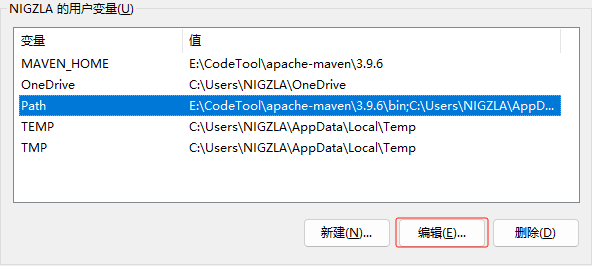 NIGZLA 的用户变量(U)
变量 值
MAVEN_HOME E:\CodeTool\apache-maven\3.9.6
OneDrive C:\Users\NIGZLA\OneDrive
Path E:\CodeTool\apache-maven\3.9.6\bin;C:\Users\NIGZLA\AppD...
TEMP C:\Users\NIGZLA\AppData\Local\Temp
TMP C:\Users\NIGZLA\AppData\Local\Temp
新建(N)... 编辑(E)... 删除(D)